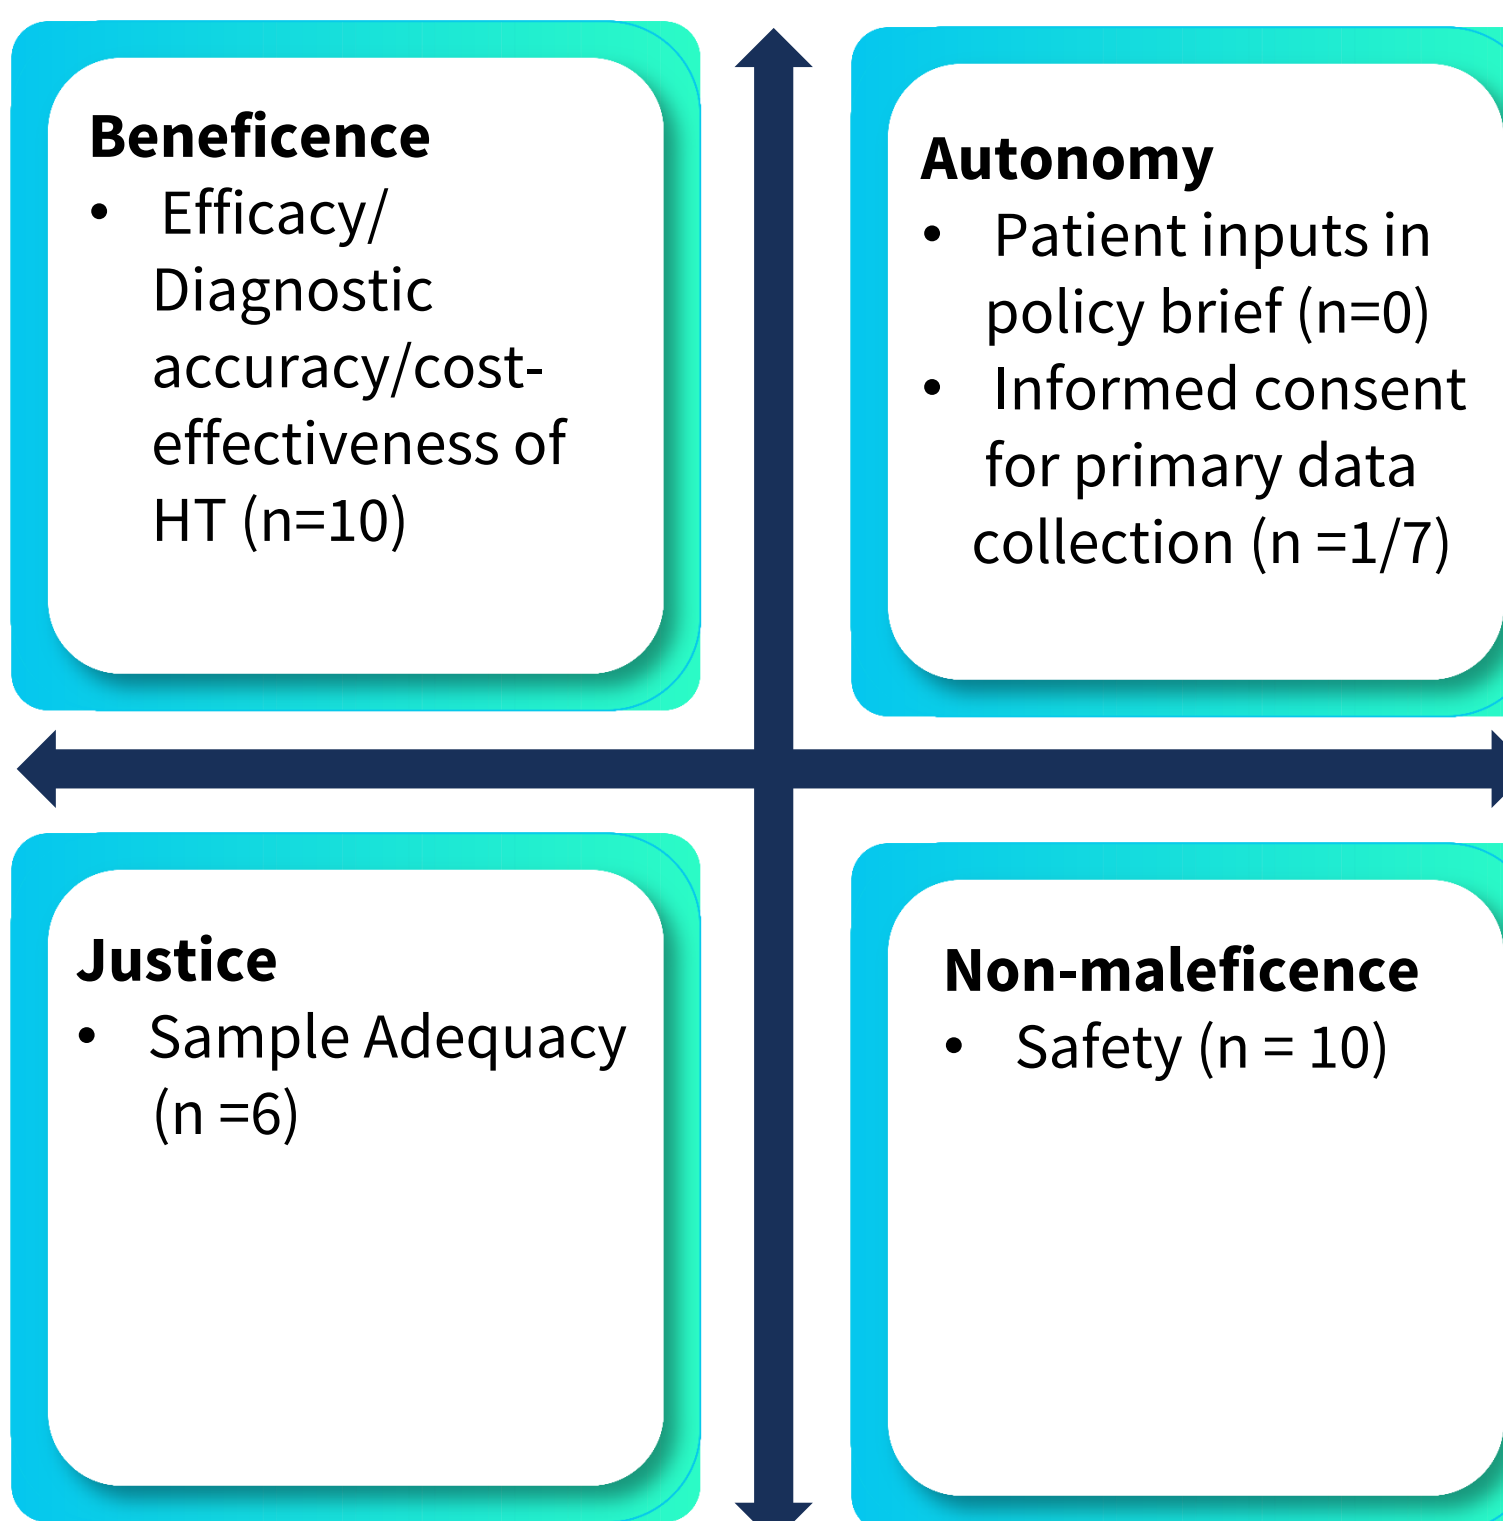 Beneficence
• Efficacy/
Diagnostic
accuracy/cost-
effectiveness of
HT (n=10)
Autonomy
• Patient inputs in
policy brief (n=0)
• Informed consent
for primary data
collection (n =1/7)
Justice
• Sample Adequacy
(n =6)
Non-maleficence
• Safety (n = 10)